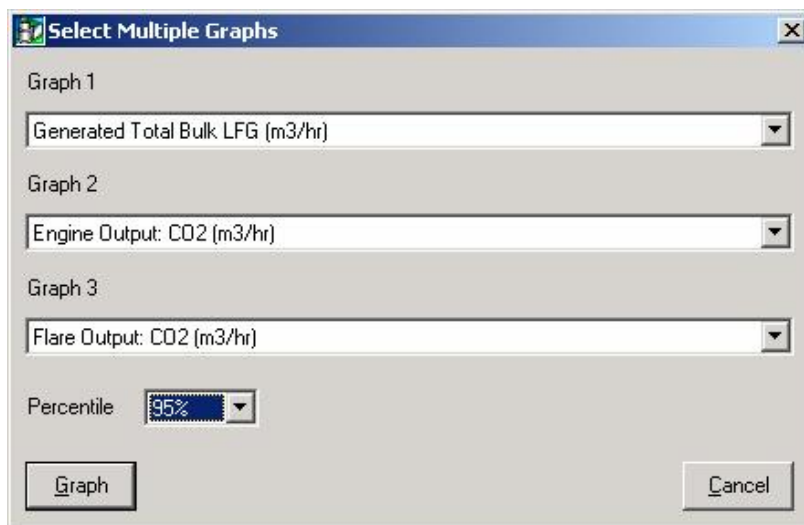 Select Multiple Graphs
Graph 1
Generated Total Bulk LFG (m3/hr)
Graph 2
Engine Output: CO2 (m3/hr)
Graph 3
Flare Output: CO2 (m3/hr)
Percentile 95%
Graph Cancel